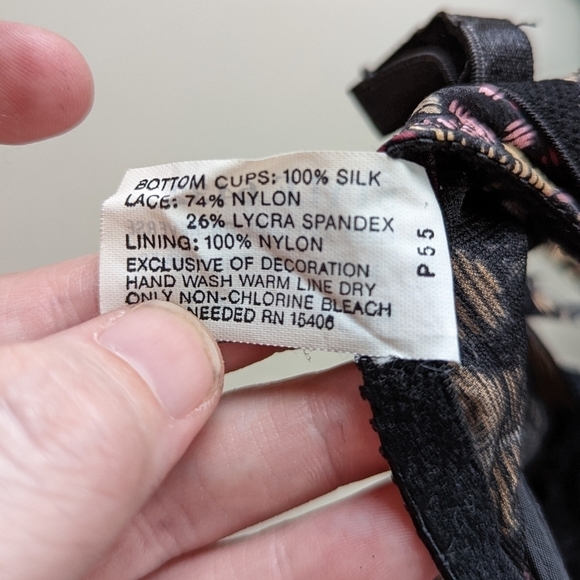 BOTTOM CUPS: 100% SILK
LACE: 74% NYLON
26% LYCRA SPANDEX
LINING: 100% NYLON
EXCLUSIVE OF DECORATION
HAND WASH WARM LINE DRY
ONLY NON-CHLORINE BLEACH
NEEDED RN 15406
P55